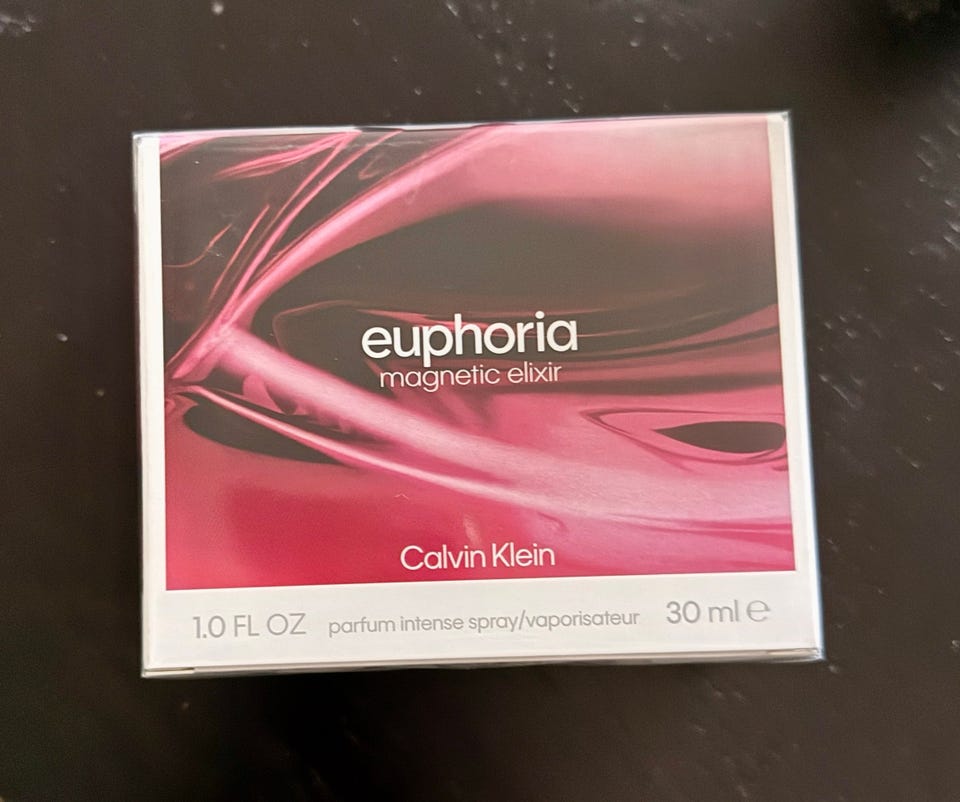 euphoria
magnetic elixir
Calvin Klein
1.0 FL OZ parfum intense spray/vaporisateur 30 ml ℮